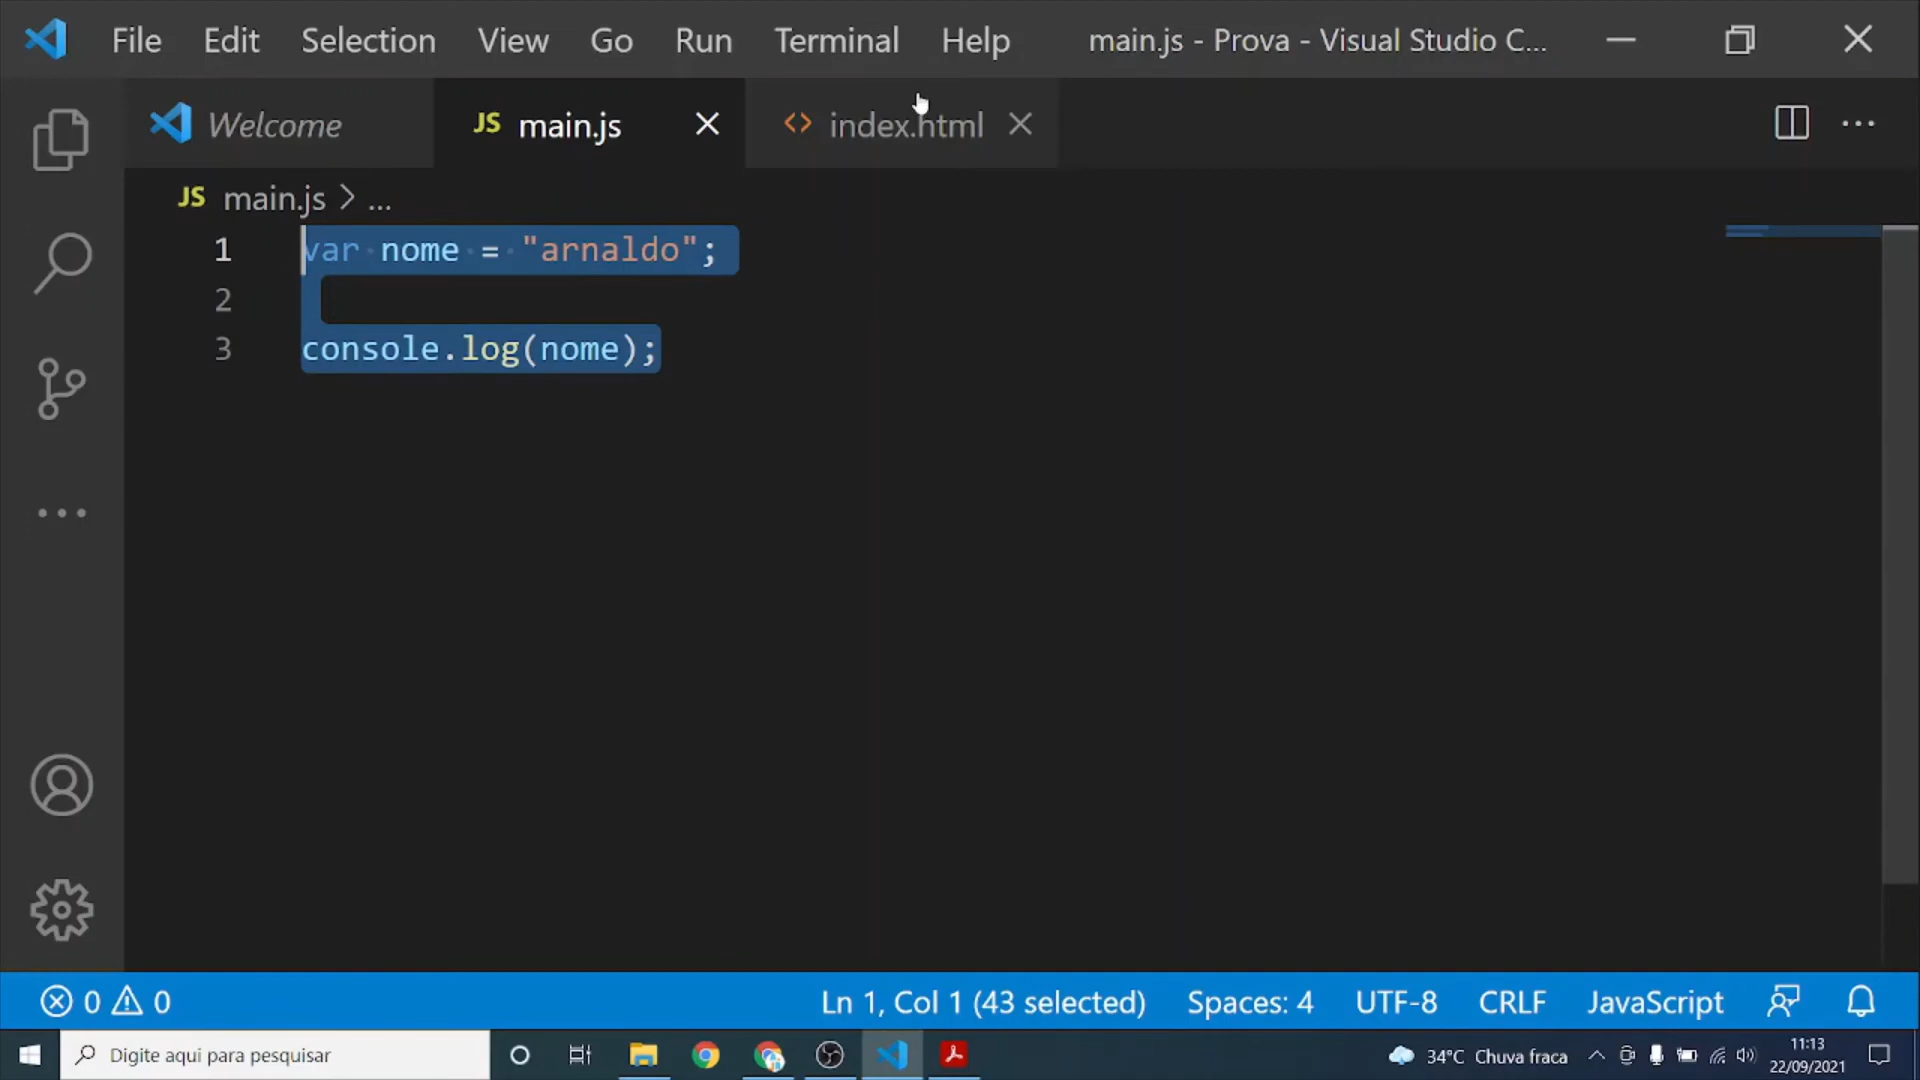 File Edit Selection View Go Run Terminal Help main.js - Prova - Visual Studio C...
Welcome JS main.js index.html
JS main.js > ...
1 var nome = "arnaldo";
2
3 console.log(nome);
0 0 Ln 1, Col 1 (43 selected) Spaces: 4 UTF-8 CRLF JavaScript
Digite aqui para pesquisar 34°C Chuva fraca 11:13
22/09/2021